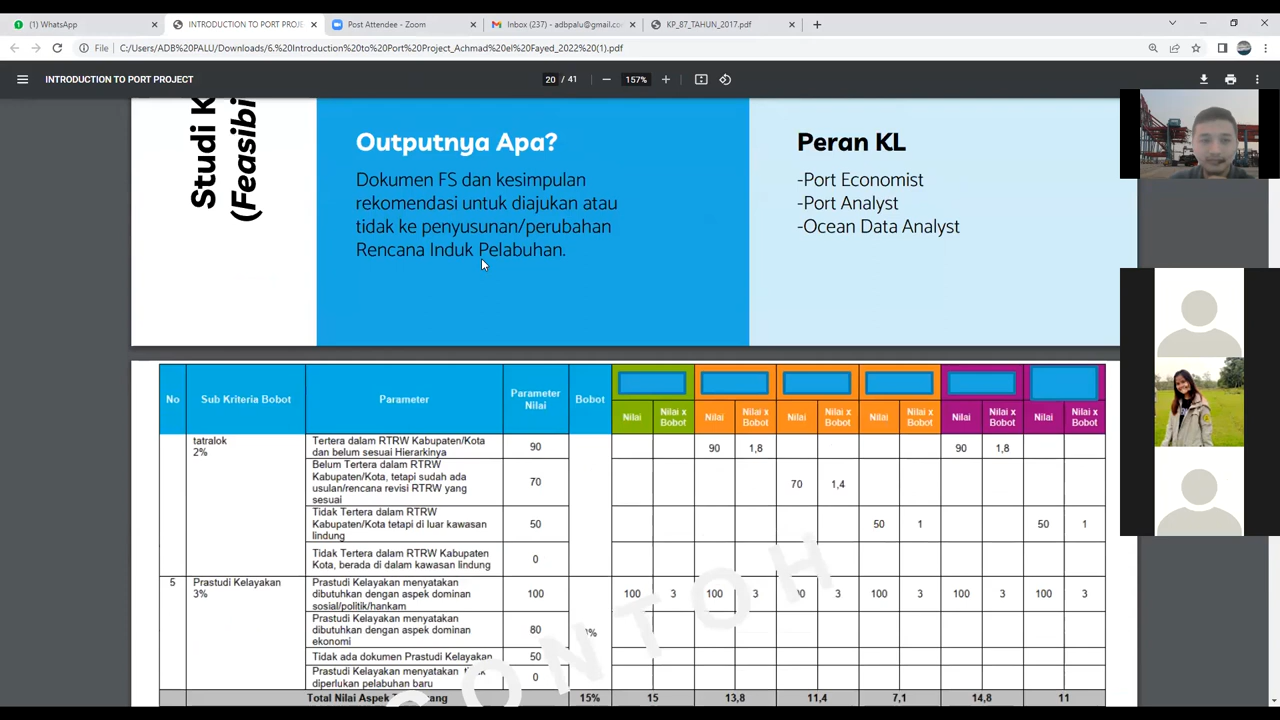 WhatsApp
INTRODUCTION TO PORT PROJE
Post Attendee - Zoom
Inbox (237) - adbpalu@gmail.co
KP_87_TAHUN_2017.pdf
File
C:/Users/ADB%20PALU/Downloads/6.%20Introduction%20to%20Port%20Project_Achmad%20el%20Fayed_2022%20(1).pdf
INTRODUCTION TO PORT PROJECT
20 / 41
157%
Studi K
(Feasibi
Outputnya Apa?
Dokumen FS dan kesimpulan
rekomendasi untuk diajukan atau
tidak ke penyusunan/perubahan
Rencana Induk Pelabuhan.
Peran KL
-Port Economist
-Port Analyst
-Ocean Data Analyst
No Sub Kriteria Bobot Parameter Parameter Nilai Bobot Nilai Nilai x Bobot Nilai Nilai x Bobot Nilai Nilai x Bobot Nilai Nilai x Bobot Nilai Nilai x Bobot Nilai Nilai x Bobot
tatralok
2%
Tertera dalam RTRW Kabupaten/Kota
dan belum sesuai Hierarkinya
90 90 1,8 90 1,8
Belum Tertera dalam RTRW
Kabupaten/Kota, tetapi sudah ada
usulan/rencana revisi RTRW yang
sesuai
70 70 1,4
Tidak Tertera dalam RTRW
Kabupaten/Kota tetapi di luar kawasan
lindung
50 50 1 50 1
Tidak Tertera dalam RTRW Kabupaten
Kota, berada di dalam kawasan lindung
0
5 Prastudi Kelayakan
3%
Prastudi Kelayakan menyatakan
dibutuhkan dengan aspek dominan
sosial/politik/hankam
100 100 3 100 3 3 100 3 100 3 100 3
Prastudi Kelayakan menyatakan
dibutuhkan dengan aspek dominan
ekonomi
80
Tidak ada dokumen Prastudi Kelayakan
50
Prastudi Kelayakan menyatakan
diperlukan pelabuhan baru
0
Total Nilai Aspek 15% 15 13,8 11,4 7,1 14,8 11
CONTOH